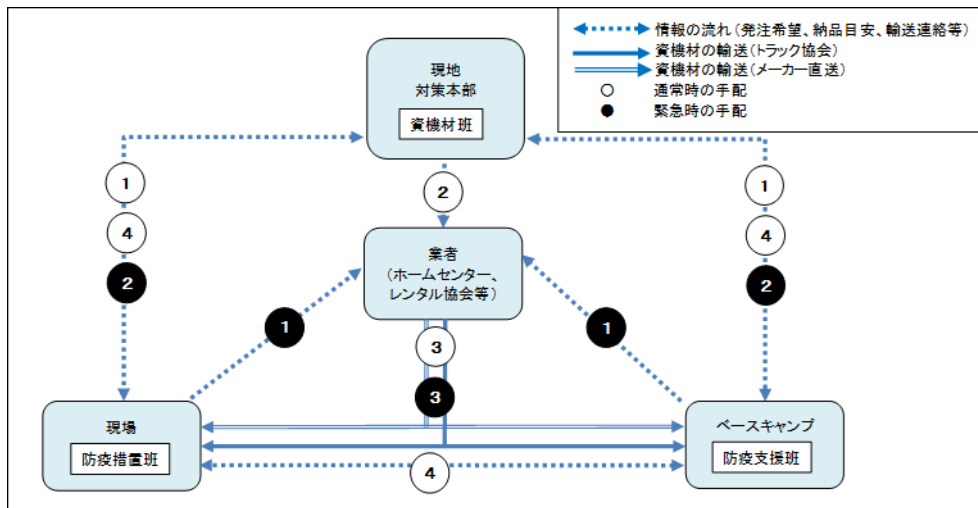 情報の流れ(発注希望、納品目安、輸送連絡等)
資機材の輸送(トラック協会)
資機材の輸送(メーカー直送)
通常時の手配
緊急時の手配
現地
対策本部
資機材班
1
4
2
2
1
4
2
業者
(ホームセンター、
レンタル協会等)
1
1
3
3
現場
防疫措置班
ベースキャンプ
防疫支援班
4